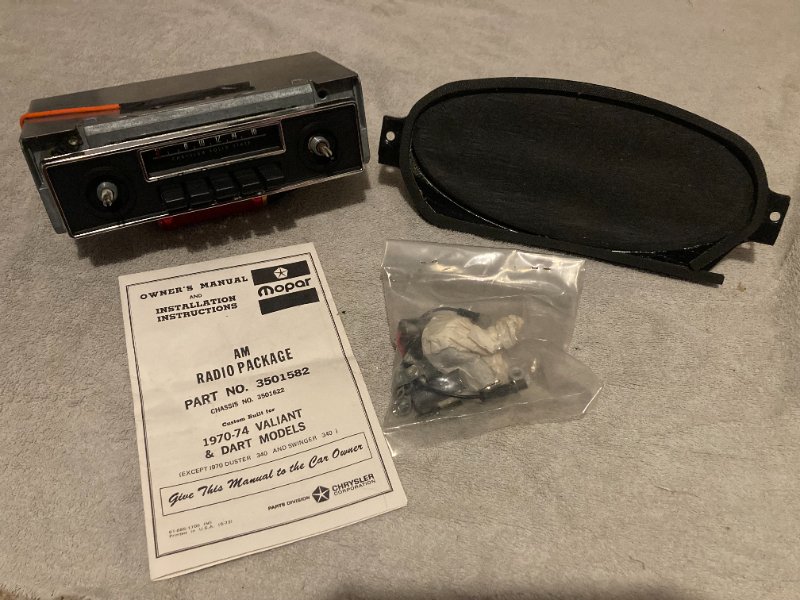 OWNER'S MANUAL
AND
INSTALLATION
INSTRUCTIONS
Mopar
AM
RADIO PACKAGE
PART NO. 3501582
CHASSIS NO. 3501622
Custom Built for
1970-74 VALIANT
& DART MODELS
(EXCEPT 1970 DUSTER 340 AND SWINGER 340)
Give This Manual to the Car Owner
PARTS DIVISION CHRYSLER
CORPORATION
Printed in U.S.A.